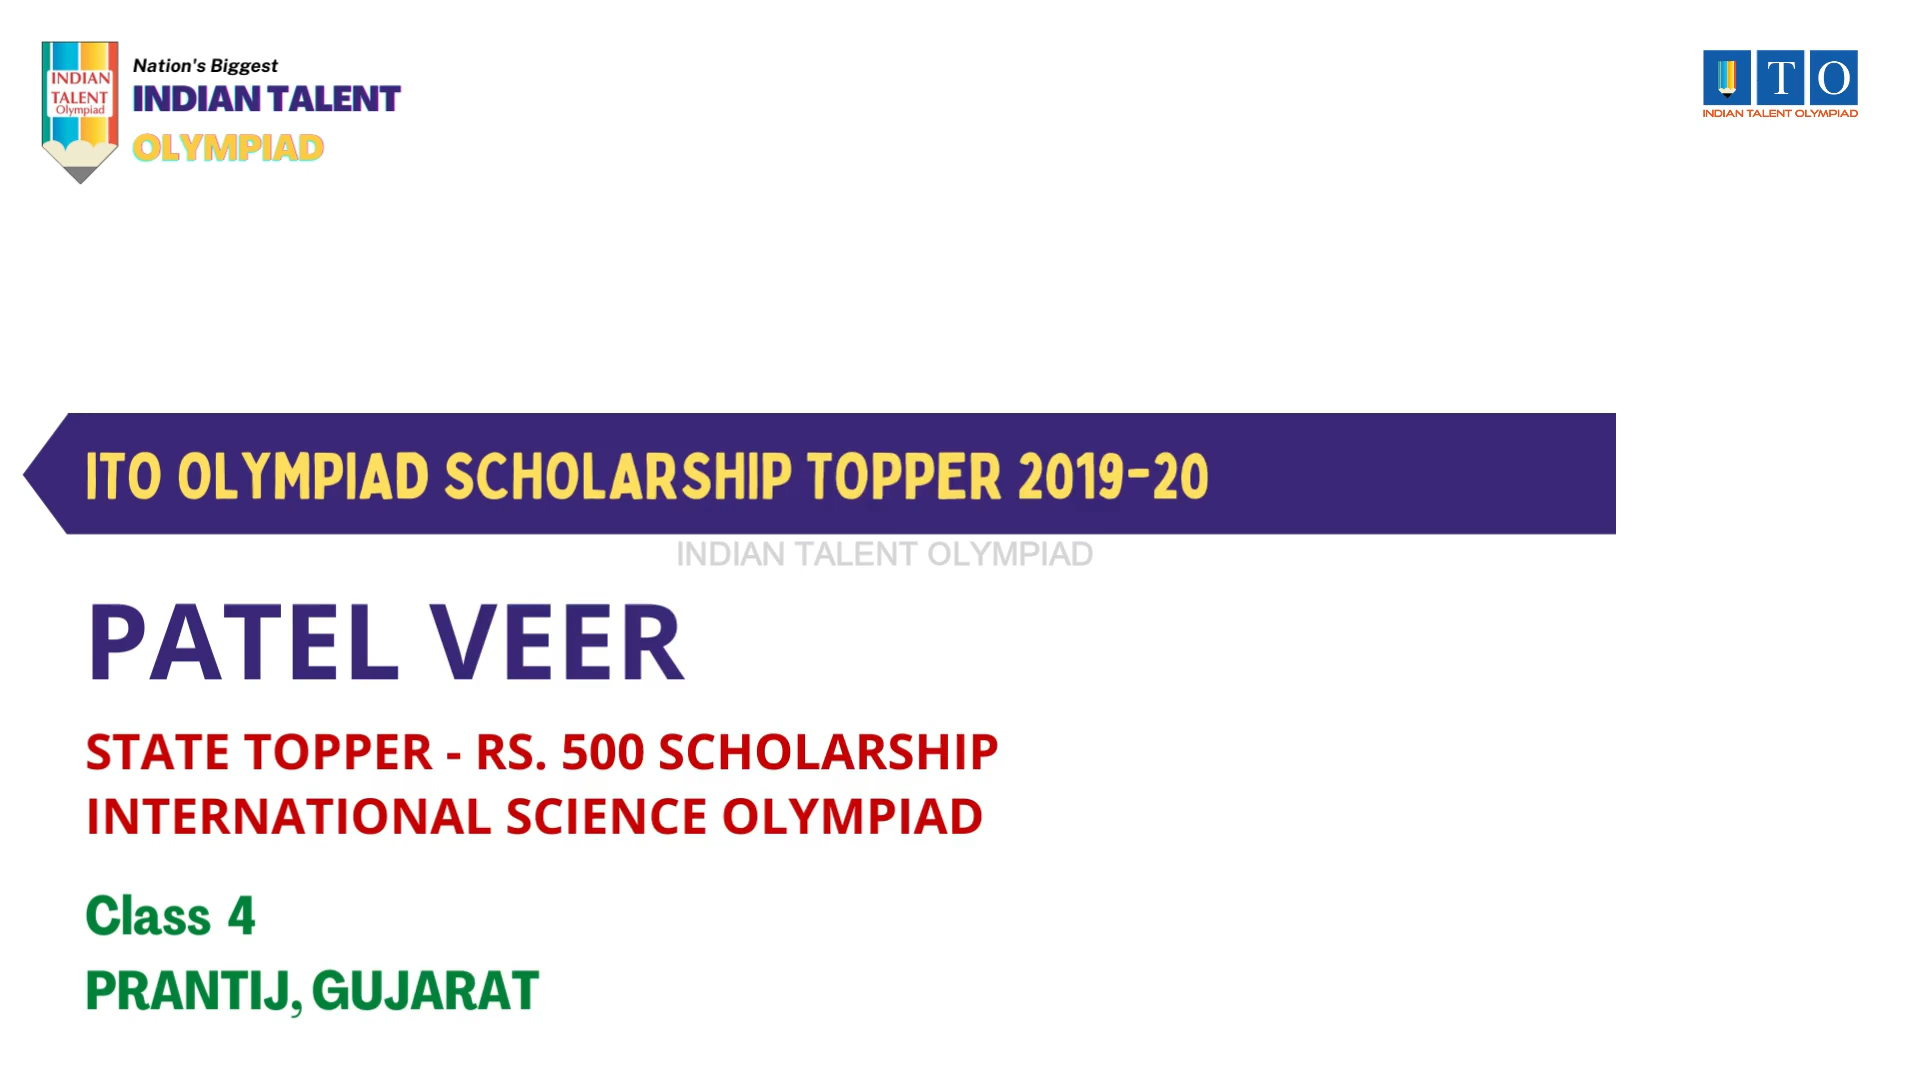 INDIAN
TALENT
Olympiad
Nation's Biggest
INDIAN TALENT
OLYMPIAD
T O
INDIAN TALENT OLYMPIAD
ITO OLYMPIAD SCHOLARSHIP TOPPER 2019-20
INDIAN TALENT OLYMPIAD
PATEL VEER
STATE TOPPER - RS. 500 SCHOLARSHIP
INTERNATIONAL SCIENCE OLYMPIAD
Class 4
PRANTIJ, GUJARAT